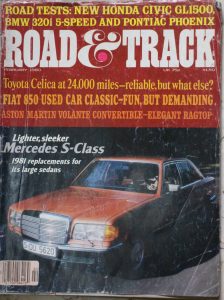 ROAD TESTS: NEW HONDA CIVIC GL1500,
BMW 320i 5-SPEED AND PONTIAC PHOENIX
ROAD & TRACK
FEBRUARY 1980
UK 75p
Toyota Celica at 24,000 miles—reliable, but what else?
FIAT 850 USED CAR CLASSIC—FUN, BUT DEMANDING
ASTON MARTIN VOLANTE CONVERTIBLE—ELEGANT RAGTOP
Lighter, sleeker
Mercedes S-Class
1981 replacements for
its large sedans